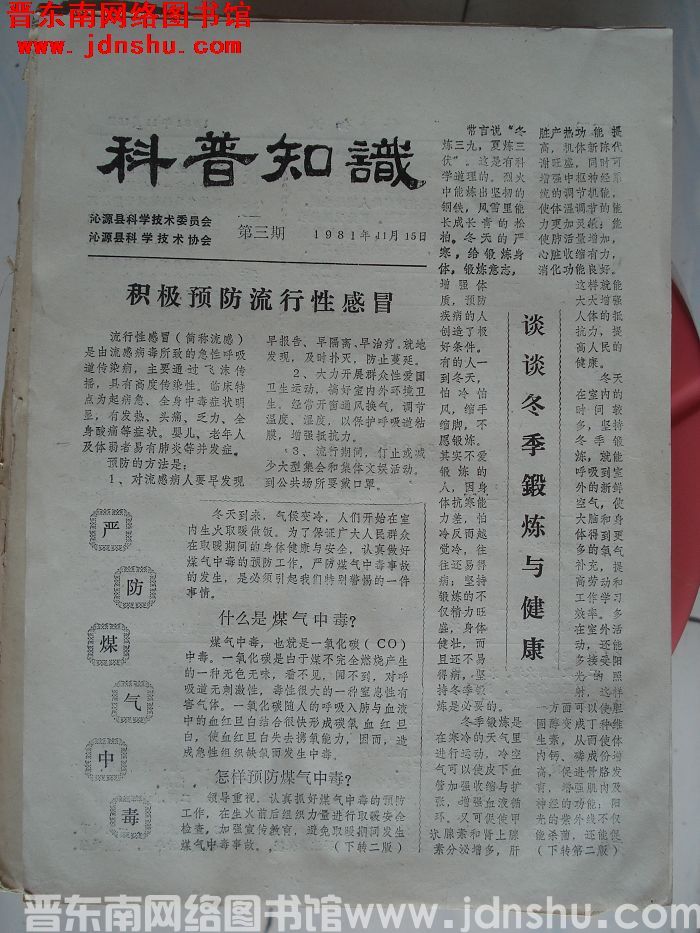 晋东南网络图书馆
www.jdnshu.com
科普知識
沁源县科学技术委员会
沁源县科学技术协会
第三期
1981年11月15日
积极预防流行性感冒
流行性感冒（简称流感）
是由流感病毒所致的急性呼吸
道传染病，主要通过飞沫传
播，具有高度传染性。临床特
点为起病急、全身中毒症状明
显，有发热、头痛、乏力、全
身酸痛等症状。婴儿、老年人
及体弱者易有肺炎等并发症。
预防的方法是：
1、对流感病人要早发现
早报告、早隔离、早治疗，就地
发现，及时扑灭，防止蔓延。
2、大力开展群众性爱国
卫生运动，搞好室内外环境卫
生。经常开窗通风换气，调节
温度、湿度，以保护呼吸道粘
膜，增强抵抗力。
3、流行期间，停止或减
少大型集会和集体文娱活动。
到公共场所要戴口罩。
严防煤气中毒
冬天到来，气候变冷，人们开始在室
内生火取暖做饭。为了保证广大人民群众
在取暖期间的身体健康与安全，认真做好
煤气中毒的预防工作，严防煤气中毒事故
的发生，是必须引起我们特别警惕的一件
事情。
什么是煤气中毒？
煤气中毒，也就是一氧化碳（CO）
中毒。一氧化碳是由于煤不完全燃烧产生
的一种无色无味，看不见，闻不到，对呼
吸道无刺激性，毒性很大的一种窒息性有
害气体。一氧化碳随人的呼吸入肺与血液
中的血红旦白结合很快形成碳氧血红旦
白，使血红旦白失去携氧能力，因而，造
成急性组织缺氧而发生中毒。
怎样预防煤气中毒？
一、领导重视，认真抓好煤气中毒的预防
工作，在生火前后组织力量进行取暖安全
检查，加强宣传教育，避免取暖期间发生
煤气中毒事故。（下转二版）
谈谈冬季鍛炼与健康
常言说“冬
炼三九，夏炼三
伏”。这是有科
学道理的。烈火
中能炼出坚韧的
钢铁，风雪里能
长成长青的松
柏。冬天的严
寒，给锻炼身
体，锻炼意志，
增强体
质，预防
疾病的人
创造了极
好条件。
有的人一
到冬天，
怕冷怕
风，缩手
缩脚，不
愿锻炼。
其实不爱
锻炼的
人，因身
体抗寒能
力差，怕
冷反而越
觉冷，往
往还易得
病；坚持
锻炼的不
仅精力旺
盛，身体
健壮，而
且还不易
得病，坚
持冬季锻
炼是必要的。
冬季锻炼是
在寒冷的天气里
进行运动，冷空
气可以使皮下血
管加强收缩与扩
张，增强血液循
环，又可促使甲
状腺素和肾上腺
素分泌增多，肝
脏产热功能提
高，机体新陈代
谢旺盛，同时可
增强中枢神经系
统的调节机能。
使体温调节的能
力更加灵敏；能
使肺活量增加，
心脏收缩有力，
消化功能良好。
这样就能
大大增强
人体的抵
抗力，提
高人民的
健康。
冬天
在室内的
时间较
多，坚持
冬季锻
炼，就能
呼吸到室
外的新鲜
空气，使
大脑和身
体得到更
多的氧气
补充，提
高劳动和
工作学习
效率。多
在室外活
动，还能
多接受阳
光的照
射，这样
一方面可以使胆
固醇变成丁种维
生素，从而使体
内钙、磷成份增
高，促进骨骼发
育，增强肌肉及
神经的功能；阳
光的紫外线不仅
能杀菌，还能促
（下转第二版）
晋东南网络图书馆 www.jdnshu.com